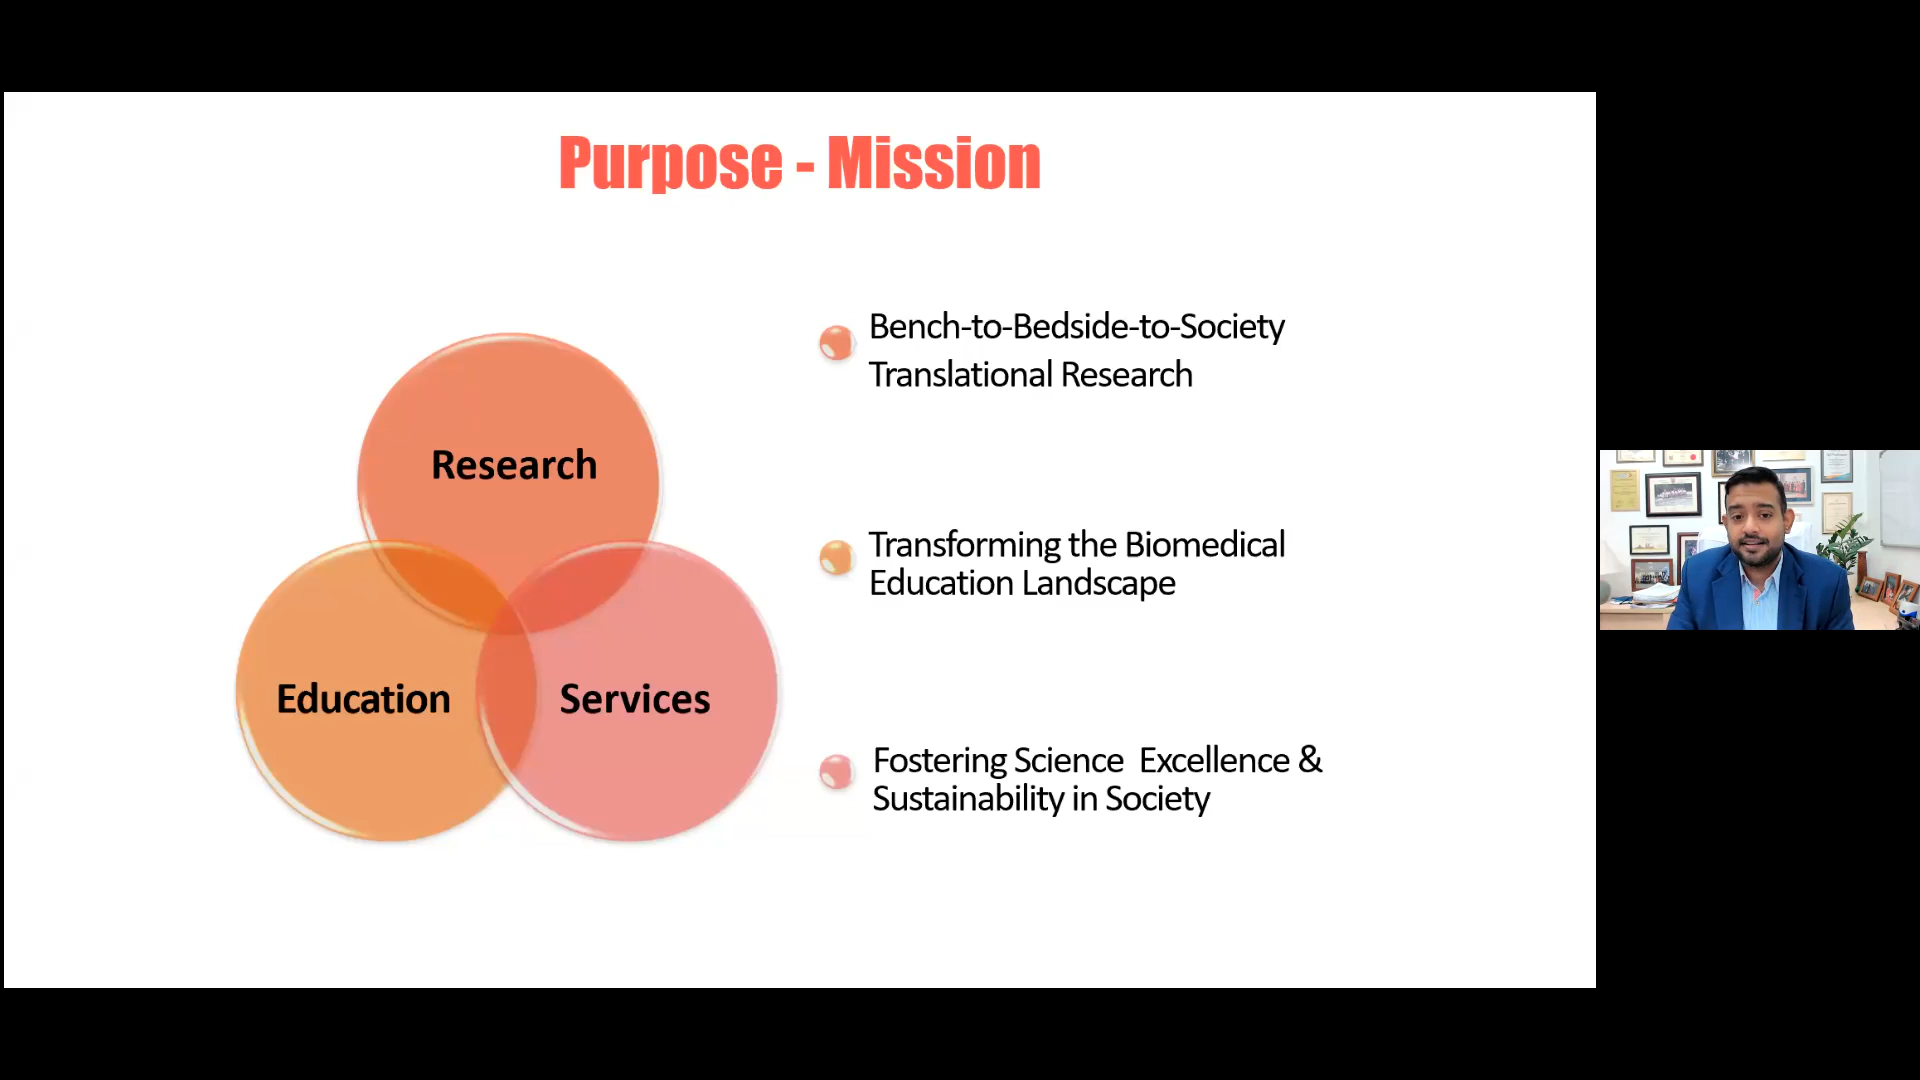 Purpose - Mission
Research
Education
Services
Bench-to-Bedside-to-Society
Translational Research
Transforming the Biomedical
Education Landscape
Fostering Science  Excellence &
Sustainability in Society